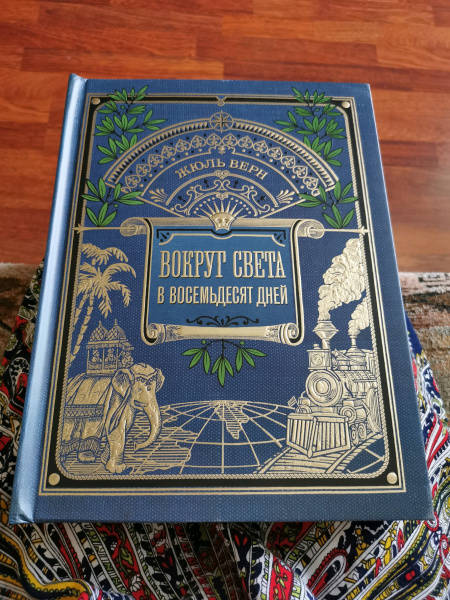 ЖЮЛЬ ВЕРН
ВОКРУГ СВЕТА
В ВОСЕМЬДЕСЯТ ДНЕЙ